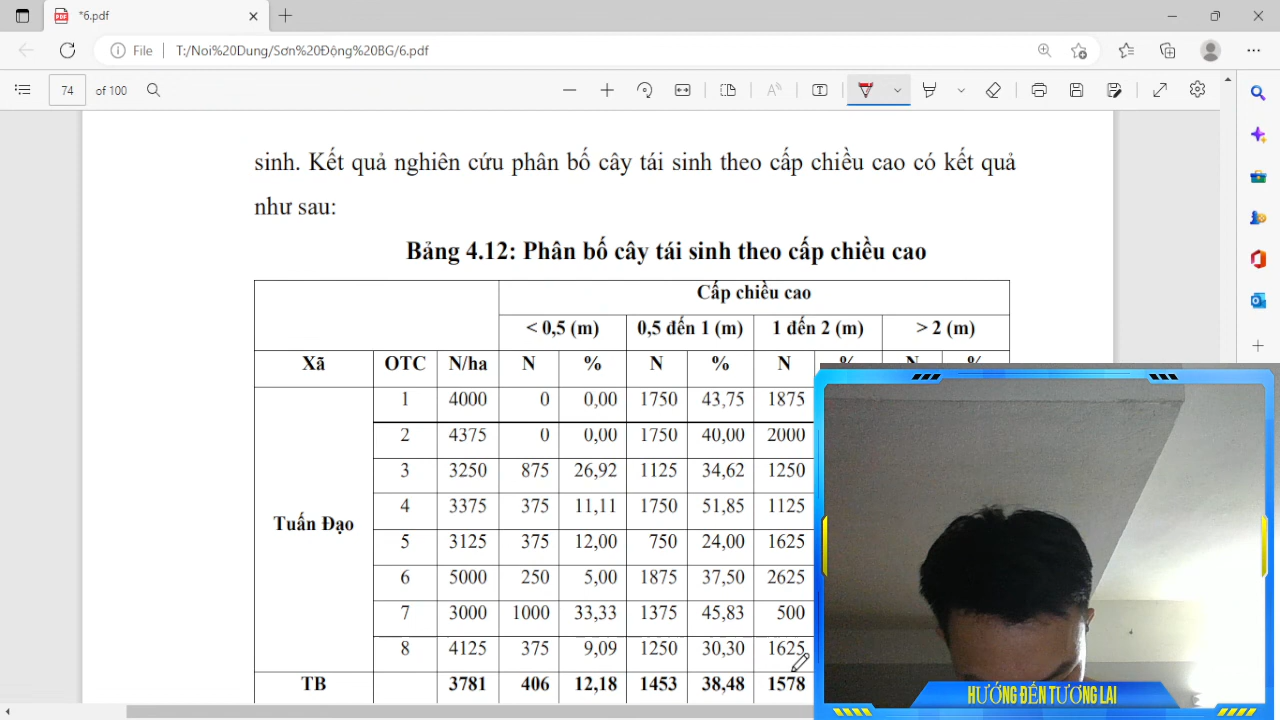 *6.pdf
File T:/Noi%20Dung/Sơn%20Động%20BG/6.pdf
74 of 100
sinh. Kết quả nghiên cứu phân bố cây tái sinh theo cấp chiều cao có kết quả
như sau:
Bảng 4.12: Phân bố cây tái sinh theo cấp chiều cao
Cấp chiều cao
< 0,5 (m) 0,5 đến 1 (m) 1 đến 2 (m) > 2 (m)
Xã OTC N/ha N % N % N % N %
1 4000 0 0,00 1750 43,75 1875
2 4375 0 0,00 1750 40,00 2000
3 3250 875 26,92 1125 34,62 1250
4 3375 375 11,11 1750 51,85 1125
Tuấn Đạo
5 3125 375 12,00 750 24,00 1625
6 5000 250 5,00 1875 37,50 2625
7 3000 1000 33,33 1375 45,83 500
8 4125 375 9,09 1250 30,30 1625
TB 3781 406 12,18 1453 38,48 1578
HƯỚNG ĐẾN TƯƠNG LAI